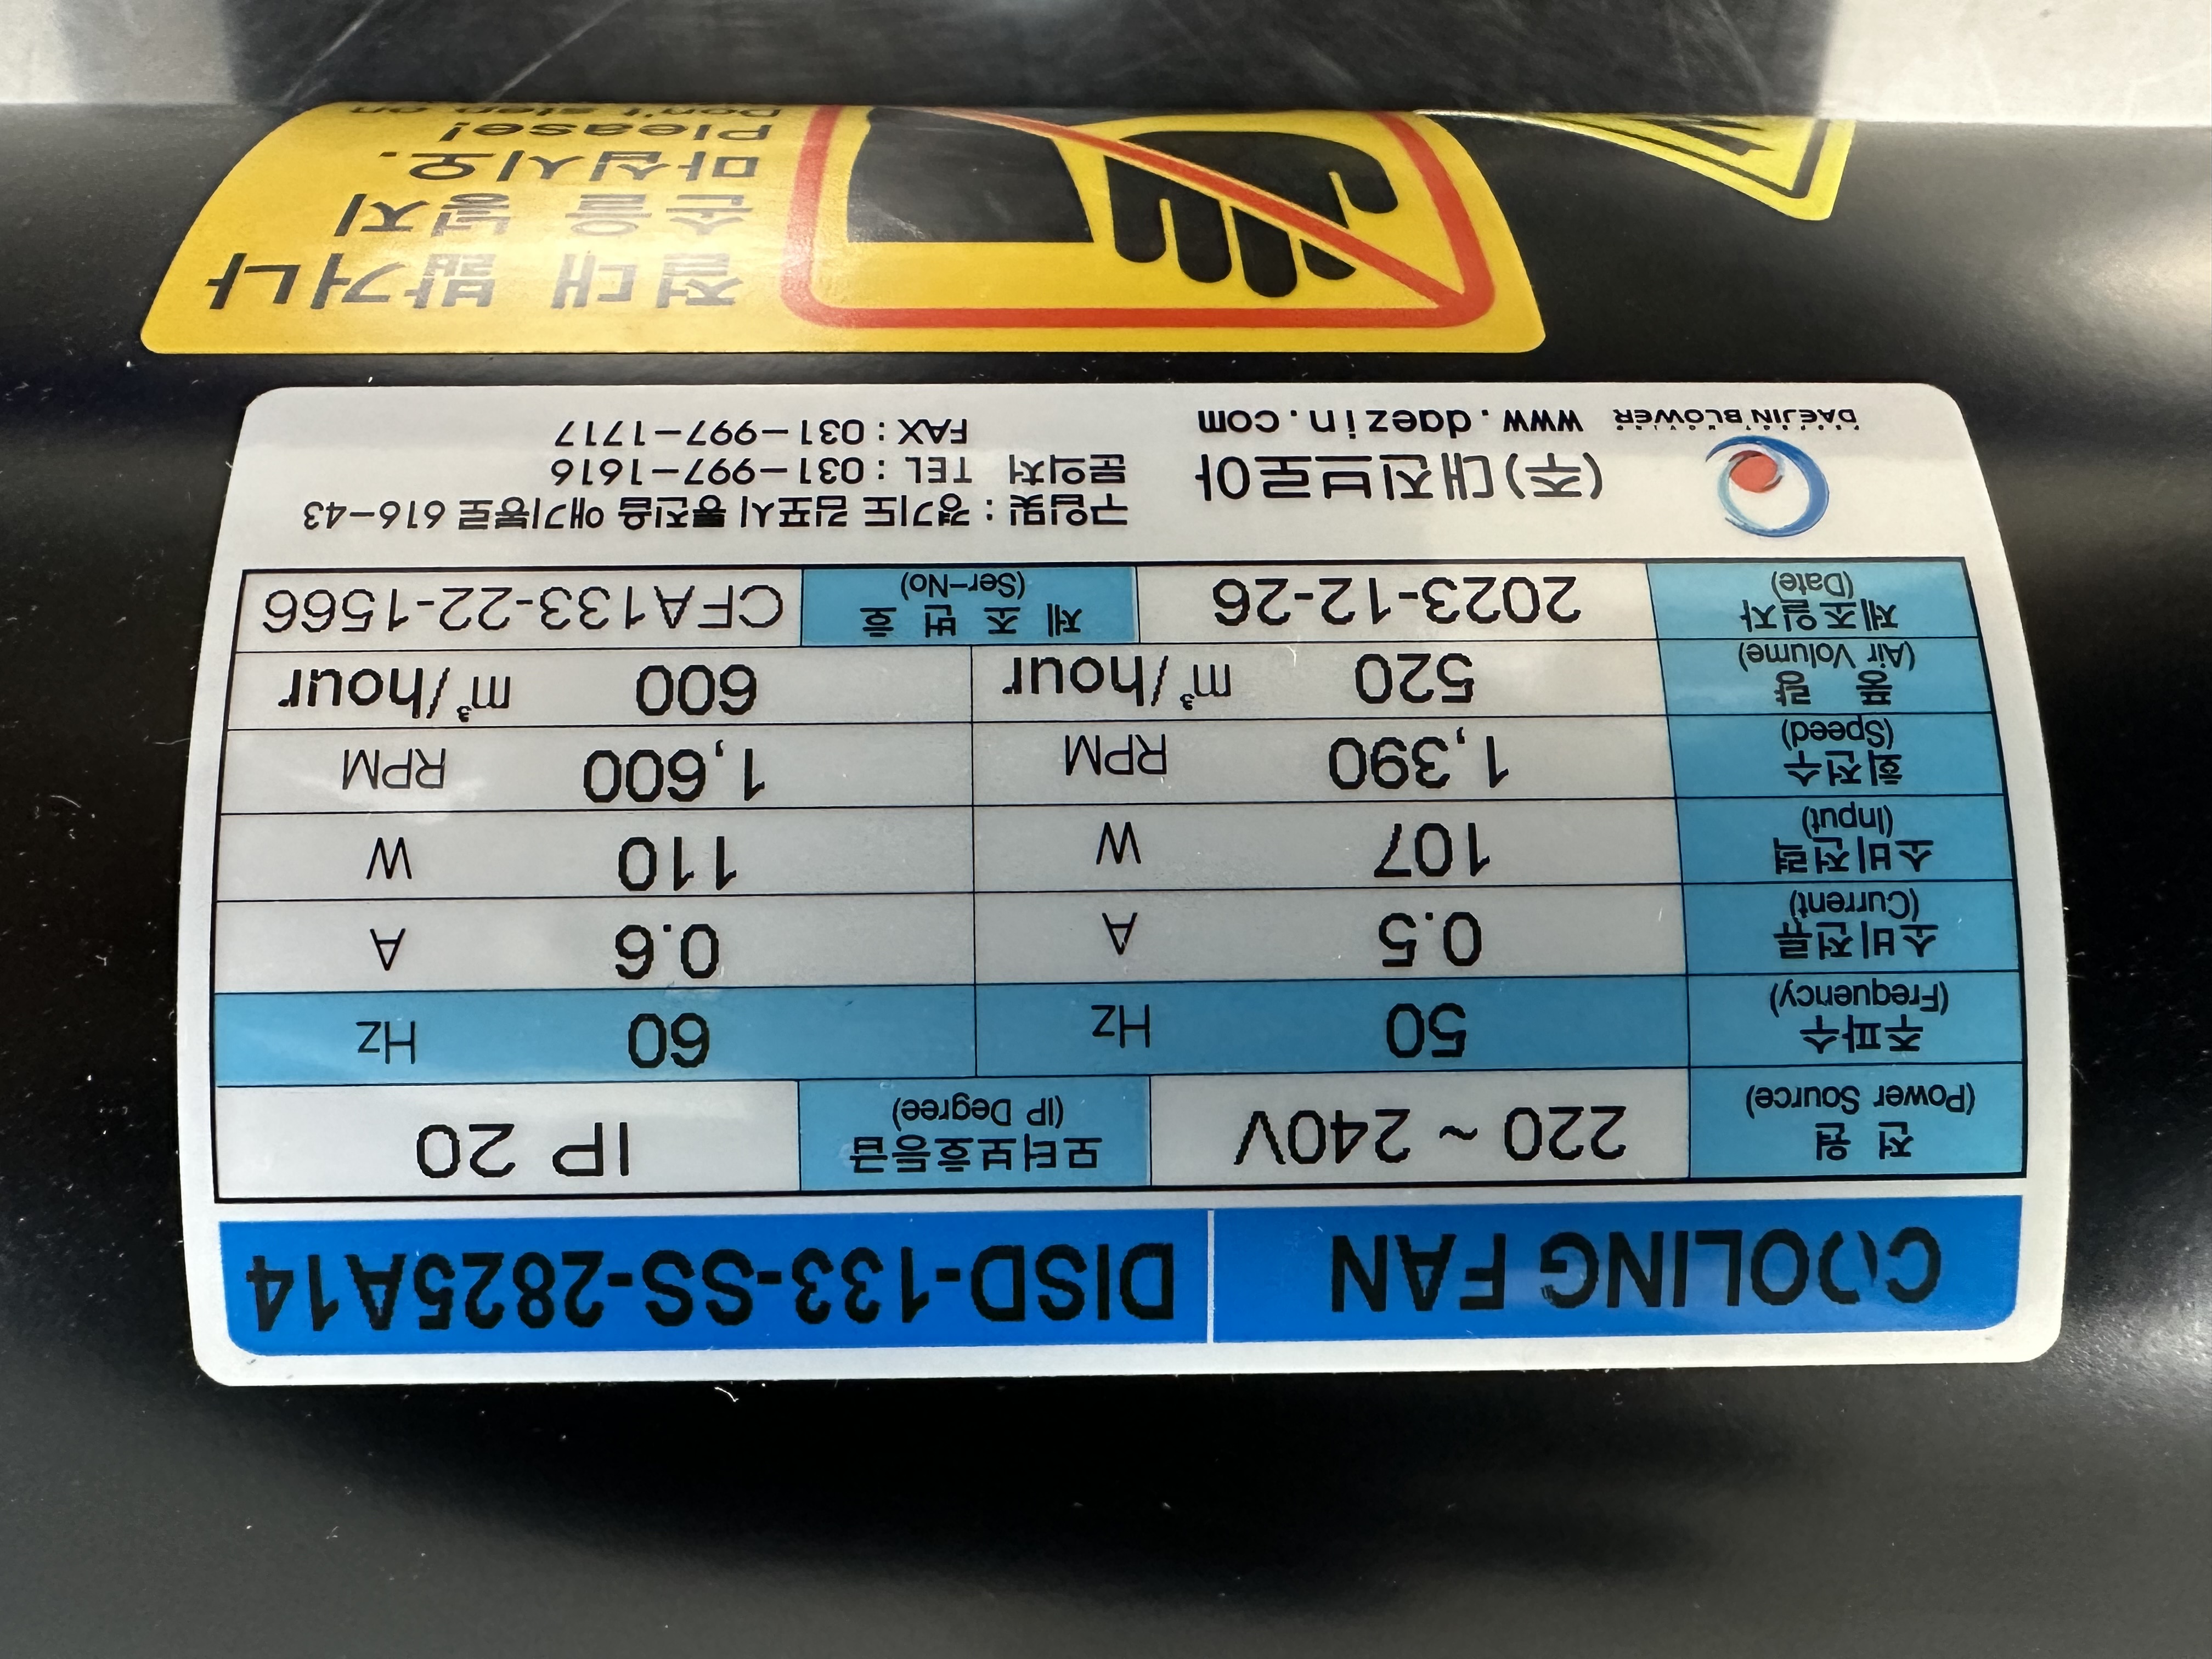 COOLING FAN DISD-133-SS-2825A14
전 원 (Power Source) 220 ~ 240V 모터보호등급 (IP Degree) IP 20
주파수 (Frequency) 50 Hz 60 Hz
소비전류 (Current) 0.5 A 0.6 A
소비전력 (Input) 107 W 110 W
회전수 (Speed) 1,390 RPM 1,600 RPM
풍 량 (Air Volume) 520 m³/hour 600 m³/hour
제조일자 (Date) 2023-12-26 제 조 번 호 (Ser-No) CFA133-22-1566
구입및 : 경기도 김포시 통진읍 애기봉로 616-43
(주)대진브로아 문의처 TEL : 031-997-1616
DAEJIN BLOWER www.daezin.com FAX : 031-997-1717
절대 밟거나
손을 넣지
마십시오.
Please!
Don't step on